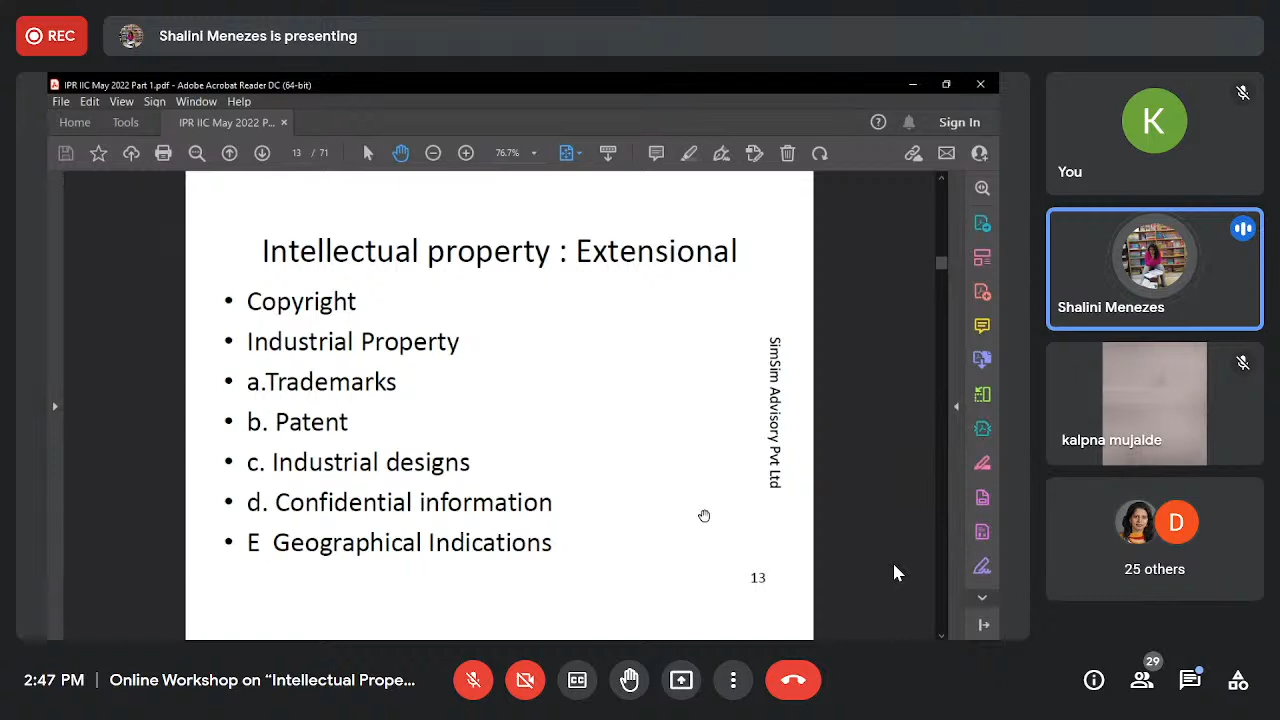 REC
Shalini Menezes is presenting
IPR IIC May 2022 Part 1.pdf - Adobe Acrobat Reader DC (64-bit)
File Edit View Sign Window Help
Home Tools IPR IIC May 2022 P... × Sign In
13 / 71 76.7%
Intellectual property : Extensional
• Copyright
• Industrial Property
• a.Trademarks
• b. Patent
• c. Industrial designs
• d. Confidential information
• E Geographical Indications
SimSim Advisory Pvt Ltd
13
K
You
Shalini Menezes
kalpna mujalde
D
25 others
2:47 PM | Online Workshop on “Intellectual Prope...
29